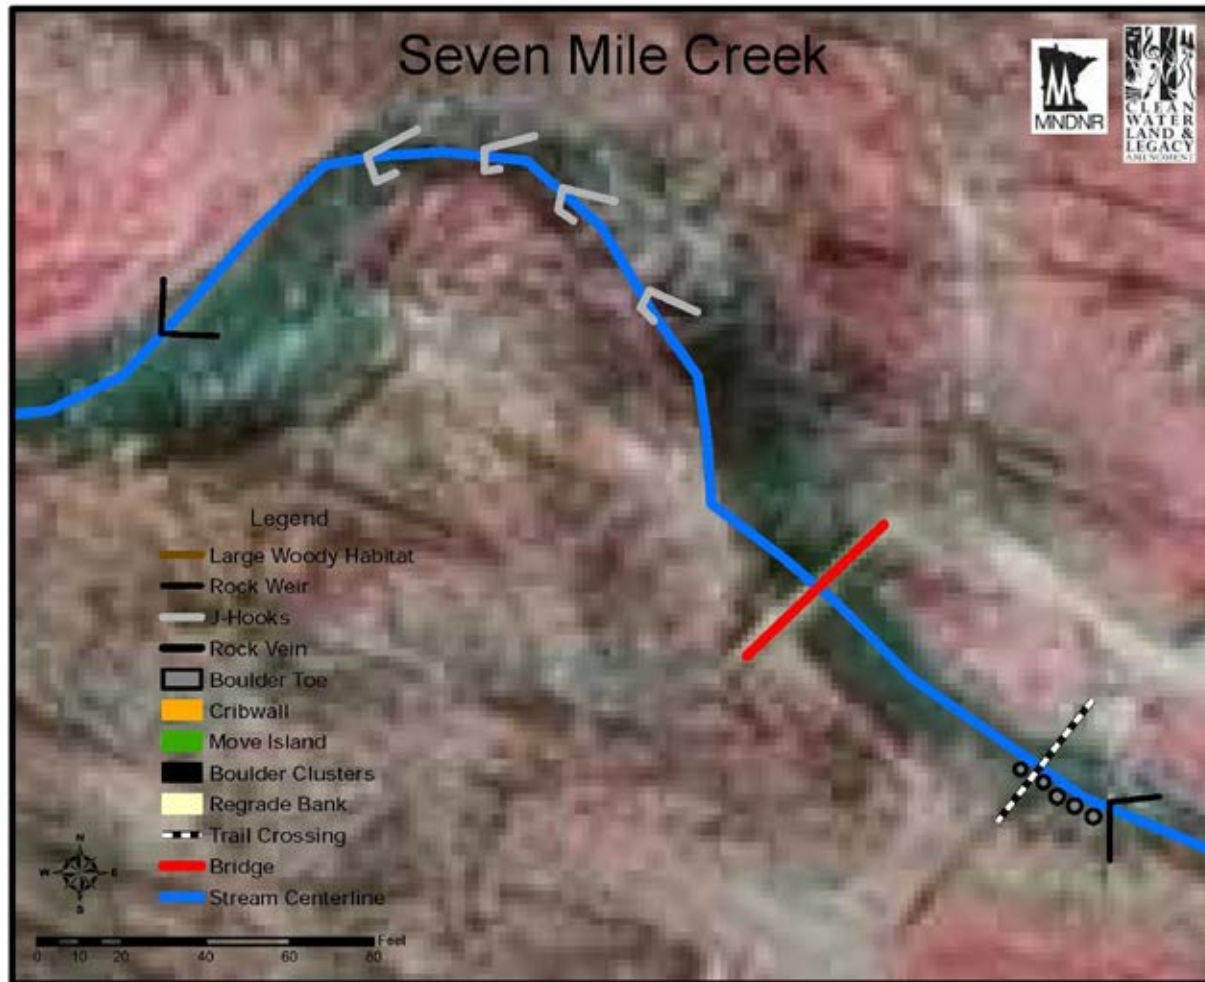 Seven Mile Creek
MNDNR
CLEAN
WATER
LAND &
LEGACY
AMENDMENT
Legend
Large Woody Habitat
Rock Weir
J-Hooks
Rock Vein
Boulder Toe
Cribwall
Move Island
Boulder Clusters
Regrade Bank
Trail Crossing
Bridge
Stream Centerline
N
W E
S
Feet
0 10 20 40 60 80